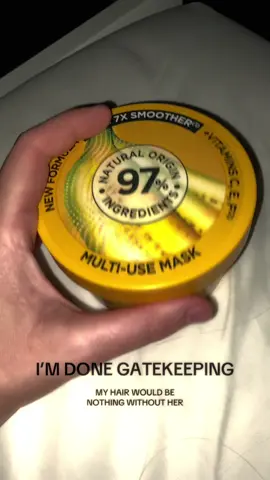 NEW FORMULA
7X SMOOTHER
+VITAMINS C, E, F
NATURAL ORIGIN
97%
INGREDIENTS
MULTI-USE MASK
I'M DONE GATEKEEPING
MY HAIR WOULD BE
NOTHING WITHOUT HER